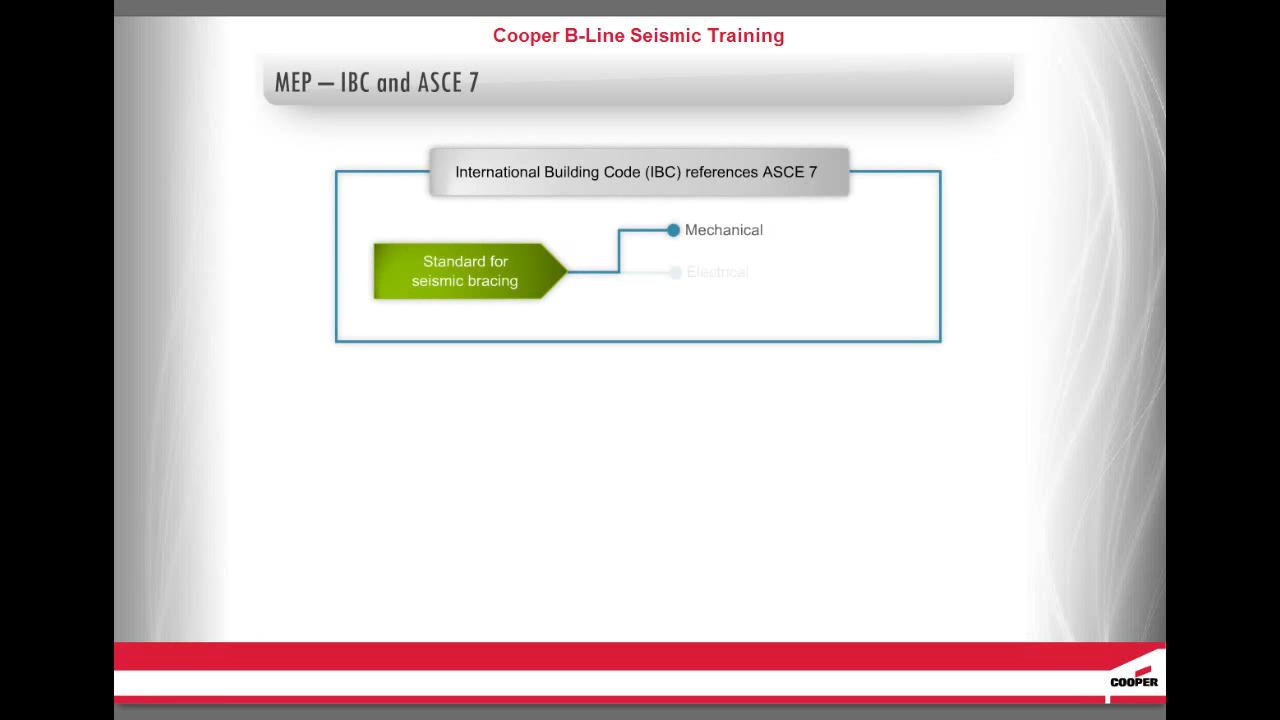 Cooper B-Line Seismic Training
MEP – IBC and ASCE 7
International Building Code (IBC) references ASCE 7
Mechanical
Standard for
seismic bracing
Electrical
COOPER